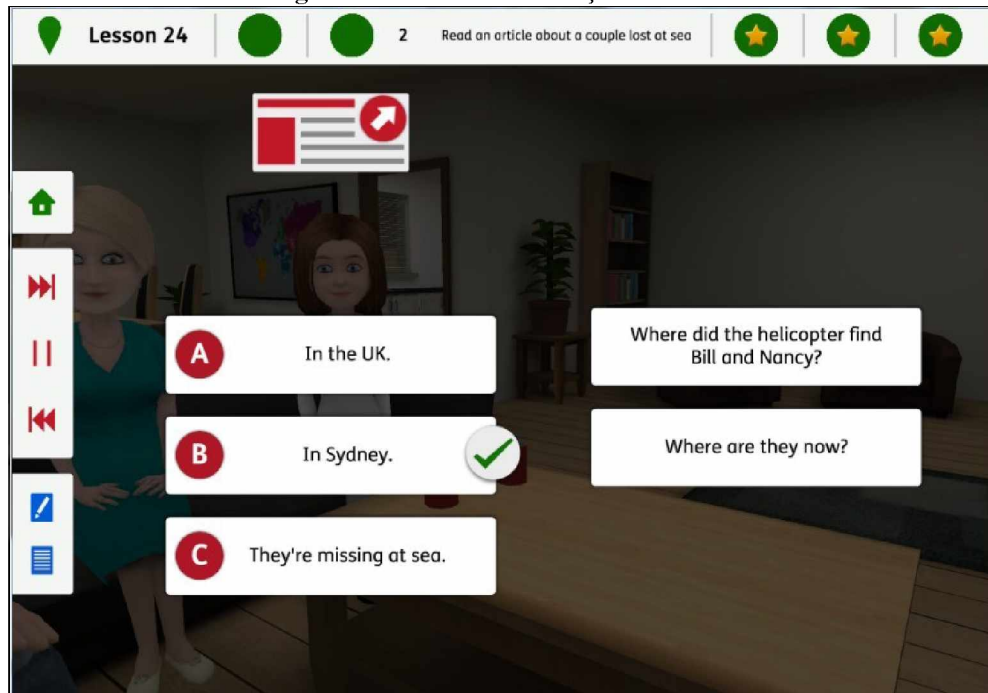 Lesson 24
2
Read an article about a couple lost at sea
A
In the UK.
B
In Sydney.
C
They're missing at sea.
Where did the helicopter find
Bill and Nancy?
Where are they now?